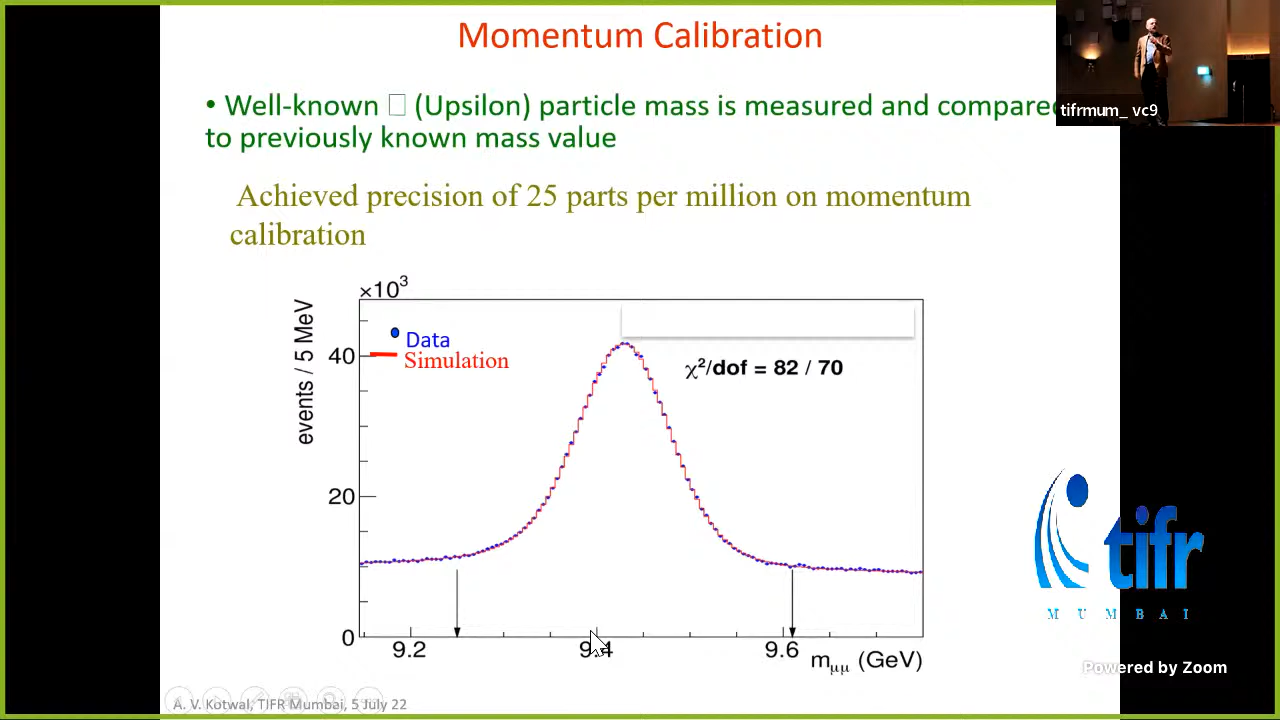 Momentum Calibration
tifrmum_ vc9
• Well-known □ (Upsilon) particle mass is measured and compared
to previously known mass value
Achieved precision of 25 parts per million on momentum
calibration
×10³
events / 5 MeV
Data
Simulation
χ²/dof = 82 / 70
40
20
0
9.2
9.4
9.6
mμμ (GeV)
tifr
MUMBAI
Powered by Zoom
A. V. Kotwal, TIFR Mumbai, 5 July 22